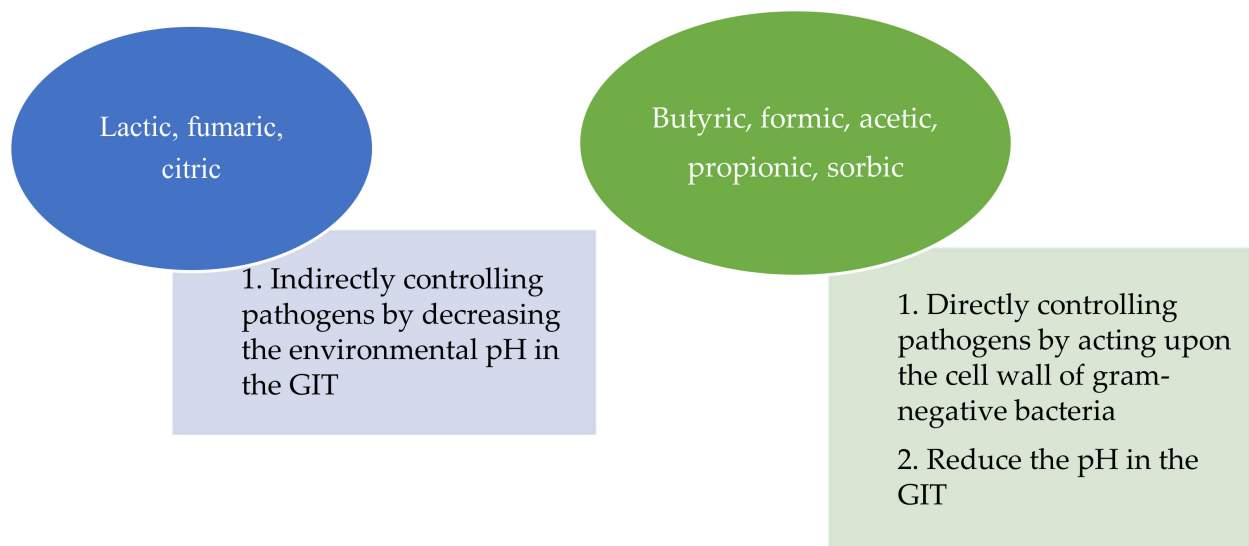 Lactic, fumaric,
citric
1. Indirectly controlling
pathogens by decreasing
the environmental pH in
the GIT
Butyric, formic, acetic,
propionic, sorbic
1. Directly controlling
pathogens by acting upon
the cell wall of gram-
negative bacteria
2. Reduce the pH in the
GIT